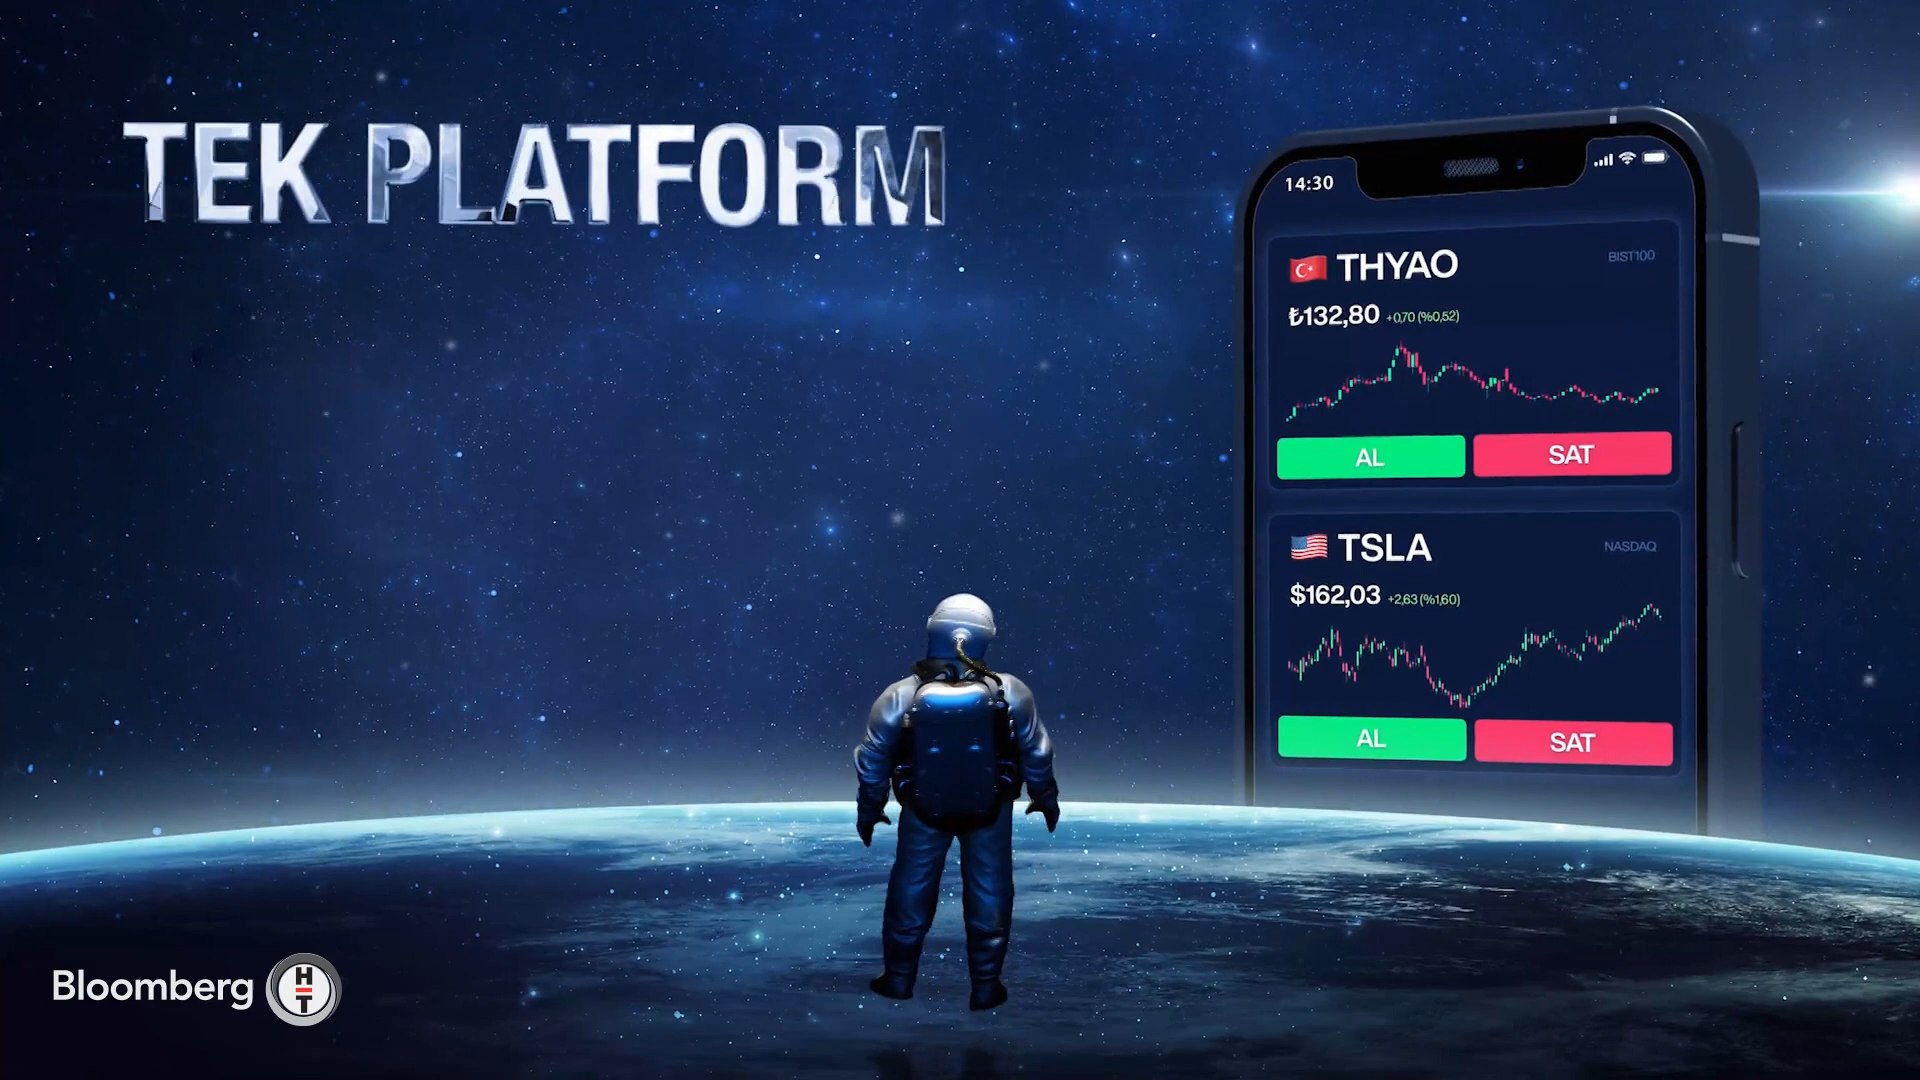 TEK PLATFORM
14:30
THYAO
BIST100
₺132,80 +0,70 (%0,52)
AL
SAT
TSLA
NASDAQ
$162,03 +2,63 (%1,60)
AL
SAT
Bloomberg HT